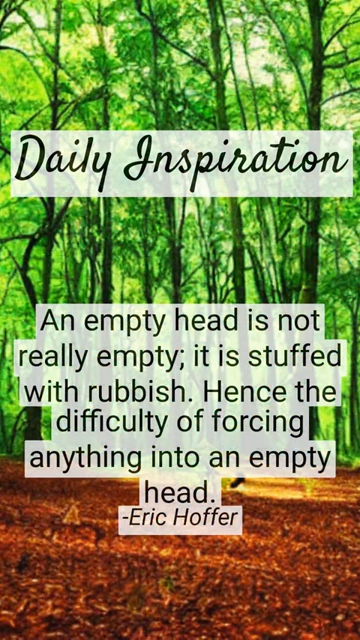 Daily Inspiration
An empty head is not
really empty; it is stuffed
with rubbish. Hence the
difficulty of forcing
anything into an empty
head.
-Eric Hoffer